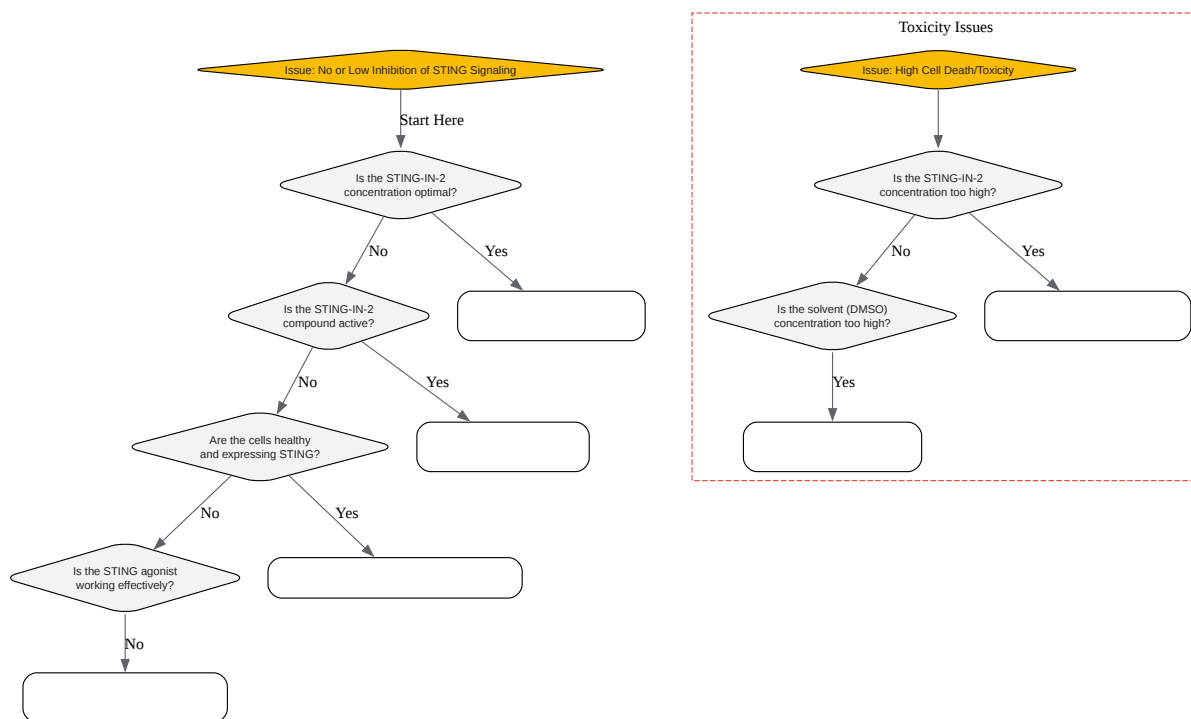 Toxicity Issues
Issue: No or Low Inhibition of STING Signaling
Issue: High Cell Death/Toxicity
Start Here
Is the STING-IN-2
concentration optimal?
Is the STING-IN-2
concentration too high?
No
Yes
No
Yes
Is the STING-IN-2
compound active?
Is the solvent (DMSO)
concentration too high?
No
Yes
Yes
Are the cells healthy
and expressing STING?
No
Yes
Is the STING agonist
working effectively?
No